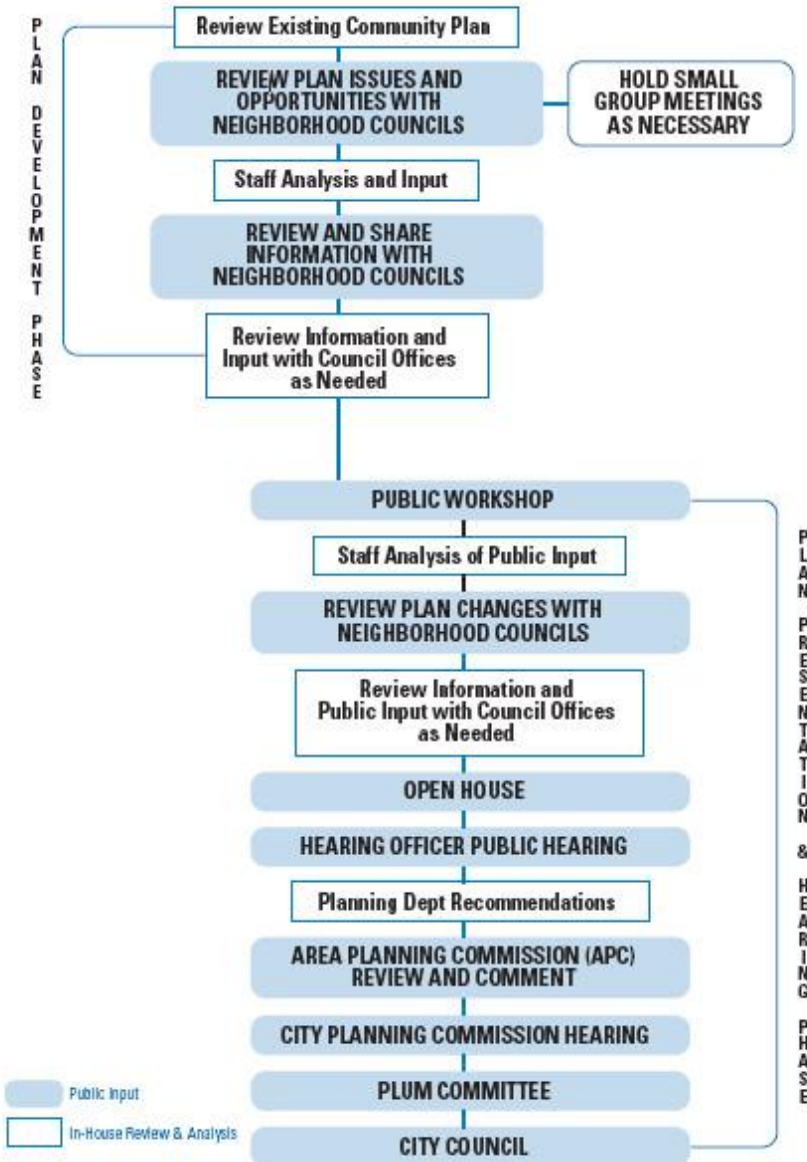 PLAN DEVELOPMENT PHASE
Review Existing Community Plan
REVIEW PLAN ISSUES AND
OPPORTUNITIES WITH
NEIGHBORHOOD COUNCILS
HOLD SMALL
GROUP MEETINGS
AS NECESSARY
Staff Analysis and Input
REVIEW AND SHARE
INFORMATION WITH
NEIGHBORHOOD COUNCILS
Review Information and
Input with Council Offices
as Needed
PUBLIC WORKSHOP
Staff Analysis of Public Input
REVIEW PLAN CHANGES WITH
NEIGHBORHOOD COUNCILS
Review Information and
Public Input with Council Offices
as Needed
OPEN HOUSE
HEARING OFFICER PUBLIC HEARING
Planning Dept Recommendations
AREA PLANNING COMMISSION (APC)
REVIEW AND COMMENT
CITY PLANNING COMMISSION HEARING
PLUM COMMITTEE
CITY COUNCIL
PLAN PRESENTATION & HEARING PHASE
Public Input
In-House Review & Analysis